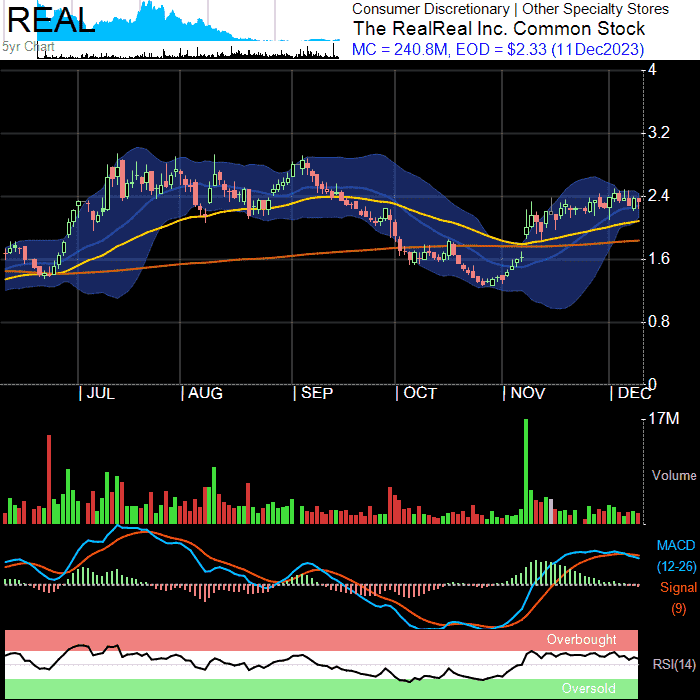 REAL
5yr Chart
Consumer Discretionary | Other Specialty Stores
The RealReal Inc. Common Stock
MC = 240.8M, EOD = $2.33 (11Dec2023)
4
3.2
2.4
1.6
0.8
0
| JUL | AUG | SEP | OCT | NOV | DEC
17M
Volume
MACD
(12-26)
Signal
(9)
Overbought
RSI(14)
Oversold